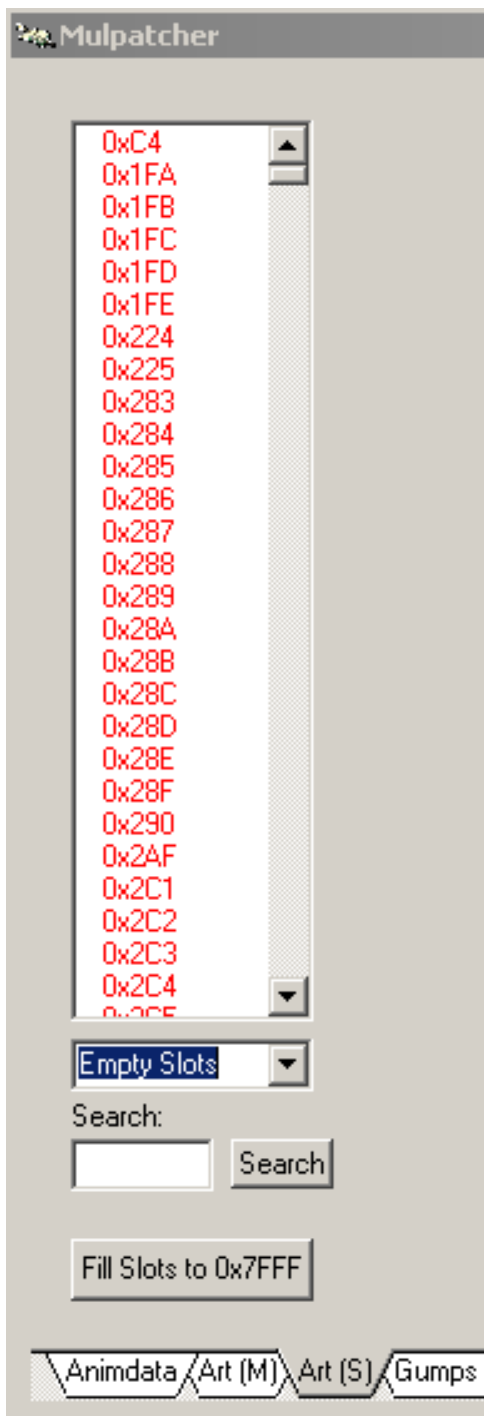 Mulpatcher
0xC4
0x1FA
0x1FB
0x1FC
0x1FD
0x1FE
0x224
0x225
0x283
0x284
0x285
0x286
0x287
0x288
0x289
0x28A
0x28B
0x28C
0x28D
0x28E
0x28F
0x290
0x2AF
0x2C1
0x2C2
0x2C3
0x2C4
Empty Slots
Search:
Search
Fill Slots to 0x7FFF
Animdata Art (M) Art (S) Gumps